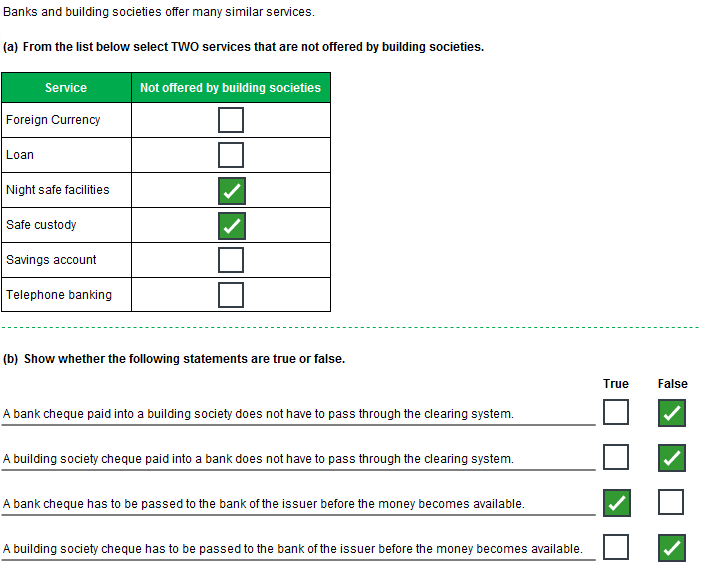 Banks and building societies offer many similar services.
(a) From the list below select TWO services that are not offered by building societies.
Service Not offered by building societies
Foreign Currency
Loan
Night safe facilities
Safe custody
Savings account
Telephone banking
(b) Show whether the following statements are true or false.
True False
A bank cheque paid into a building society does not have to pass through the clearing system.
A building society cheque paid into a bank does not have to pass through the clearing system.
A bank cheque has to be passed to the bank of the issuer before the money becomes available.
A building society cheque has to be passed to the bank of the issuer before the money becomes available.